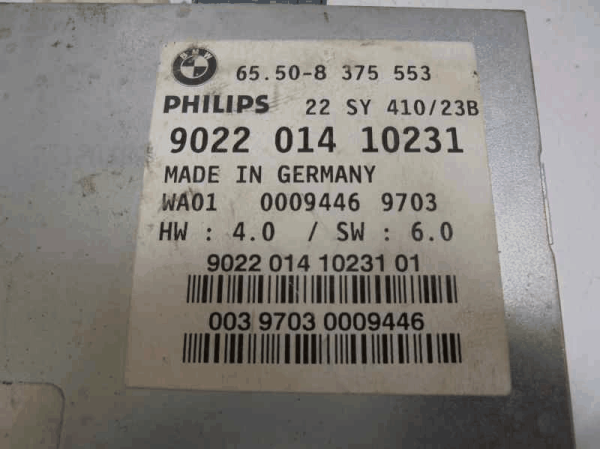 BMW
65.50-8 375 553
PHILIPS 22 SY 410/23B
9022 014 10231
MADE IN GERMANY
WA01 0009446 9703
HW : 4.0 / SW : 6.0
9022 014 10231 01
003 9703 0009446